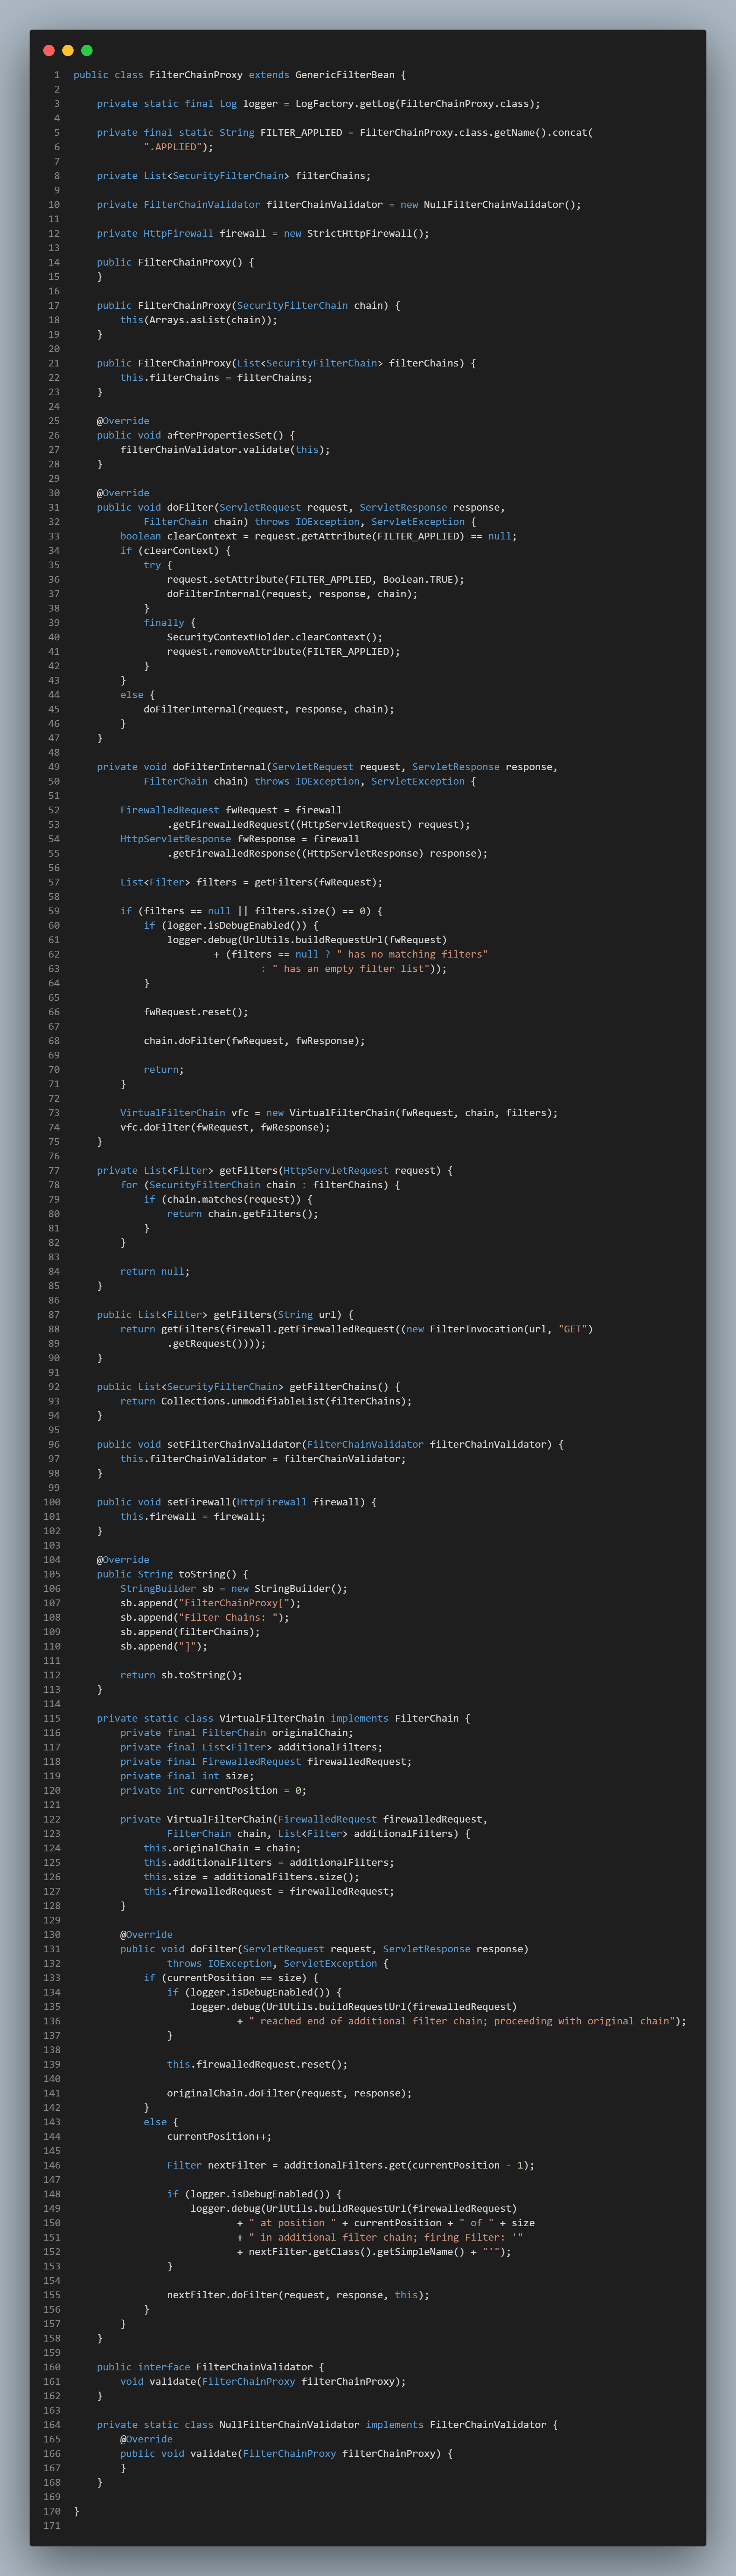 1 public class FilterChainProxy extends GenericFilterBean {
2
3     private static final Log logger = LogFactory.getLog(FilterChainProxy.class);
4
5     private final static String FILTER_APPLIED = FilterChainProxy.class.getName().concat(
6             ".APPLIED");
7
8     private List<SecurityFilterChain> filterChains;
9
10     private FilterChainValidator filterChainValidator = new NullFilterChainValidator();
11
12     private HttpFirewall firewall = new StrictHttpFirewall();
13
14     public FilterChainProxy() {
15     }
16
17     public FilterChainProxy(SecurityFilterChain chain) {
18         this(Arrays.asList(chain));
19     }
20
21     public FilterChainProxy(List<SecurityFilterChain> filterChains) {
22         this.filterChains = filterChains;
23     }
24
25     @Override
26     public void afterPropertiesSet() {
27         filterChainValidator.validate(this);
28     }
29
30     @Override
31     public void doFilter(ServletRequest request, ServletResponse response,
32             FilterChain chain) throws IOException, ServletException {
33         boolean clearContext = request.getAttribute(FILTER_APPLIED) == null;
34         if (clearContext) {
35             try {
36                 request.setAttribute(FILTER_APPLIED, Boolean.TRUE);
37                 doFilterInternal(request, response, chain);
38             }
39             finally {
40                 SecurityContextHolder.clearContext();
41                 request.removeAttribute(FILTER_APPLIED);
42             }
43         }
44         else {
45             doFilterInternal(request, response, chain);
46         }
47     }
48
49     private void doFilterInternal(ServletRequest request, ServletResponse response,
50             FilterChain chain) throws IOException, ServletException {
51
52         FirewalledRequest fwRequest = firewall
53                 .getFirewalledRequest((HttpServletRequest) request);
54         HttpServletResponse fwResponse = firewall
55                 .getFirewalledResponse((HttpServletResponse) response);
56
57         List<Filter> filters = getFilters(fwRequest);
58
59         if (filters == null || filters.size() == 0) {
60             if (logger.isDebugEnabled()) {
61                 logger.debug(UrlUtils.buildRequestUrl(fwRequest)
62                         + (filters == null ? " has no matching filters"
63                                 : " has an empty filter list"));
64             }
65
66             fwRequest.reset();
67
68             chain.doFilter(fwRequest, fwResponse);
69
70             return;
71         }
72
73         VirtualFilterChain vfc = new VirtualFilterChain(fwRequest, chain, filters);
74         vfc.doFilter(fwRequest, fwResponse);
75     }
76
77     private List<Filter> getFilters(HttpServletRequest request) {
78         for (SecurityFilterChain chain : filterChains) {
79             if (chain.matches(request)) {
80                 return chain.getFilters();
81             }
82         }
83
84         return null;
85     }
86
87     public List<Filter> getFilters(String url) {
88         return getFilters(firewall.getFirewalledRequest((new FilterInvocation(url, "GET")
89                 .getRequest())));
90     }
91
92     public List<SecurityFilterChain> getFilterChains() {
93         return Collections.unmodifiableList(filterChains);
94     }
95
96     public void setFilterChainValidator(FilterChainValidator filterChainValidator) {
97         this.filterChainValidator = filterChainValidator;
98     }
99
100     public void setFirewall(HttpFirewall firewall) {
101         this.firewall = firewall;
102     }
103
104     @Override
105     public String toString() {
106         StringBuilder sb = new StringBuilder();
107         sb.append("FilterChainProxy[");
108         sb.append("Filter Chains: ");
109         sb.append(filterChains);
110         sb.append("]");
111
112         return sb.toString();
113     }
114
115     private static class VirtualFilterChain implements FilterChain {
116         private final FilterChain originalChain;
117         private final List<Filter> additionalFilters;
118         private final FirewalledRequest firewalledRequest;
119         private final int size;
120         private int currentPosition = 0;
121
122         private VirtualFilterChain(FirewalledRequest firewalledRequest,
123                 FilterChain chain, List<Filter> additionalFilters) {
124             this.originalChain = chain;
125             this.additionalFilters = additionalFilters;
126             this.size = additionalFilters.size();
127             this.firewalledRequest = firewalledRequest;
128         }
129
130         @Override
131         public void doFilter(ServletRequest request, ServletResponse response)
132                 throws IOException, ServletException {
133             if (currentPosition == size) {
134                 if (logger.isDebugEnabled()) {
135                     logger.debug(UrlUtils.buildRequestUrl(firewalledRequest)
136                             + " reached end of additional filter chain; proceeding with original chain");
137                 }
138
139                 this.firewalledRequest.reset();
140
141                 originalChain.doFilter(request, response);
142             }
143             else {
144                 currentPosition++;
145
146                 Filter nextFilter = additionalFilters.get(currentPosition - 1);
147
148                 if (logger.isDebugEnabled()) {
149                     logger.debug(UrlUtils.buildRequestUrl(firewalledRequest)
150                             + " at position " + currentPosition + " of " + size
151                             + " in additional filter chain; firing Filter: '"
152                             + nextFilter.getClass().getSimpleName() + "'");
153                 }
154
155                 nextFilter.doFilter(request, response, this);
156             }
157         }
158     }
159
160     public interface FilterChainValidator {
161         void validate(FilterChainProxy filterChainProxy);
162     }
163
164     private static class NullFilterChainValidator implements FilterChainValidator {
165         @Override
166         public void validate(FilterChainProxy filterChainProxy) {
167         }
168     }
169
170 }
171